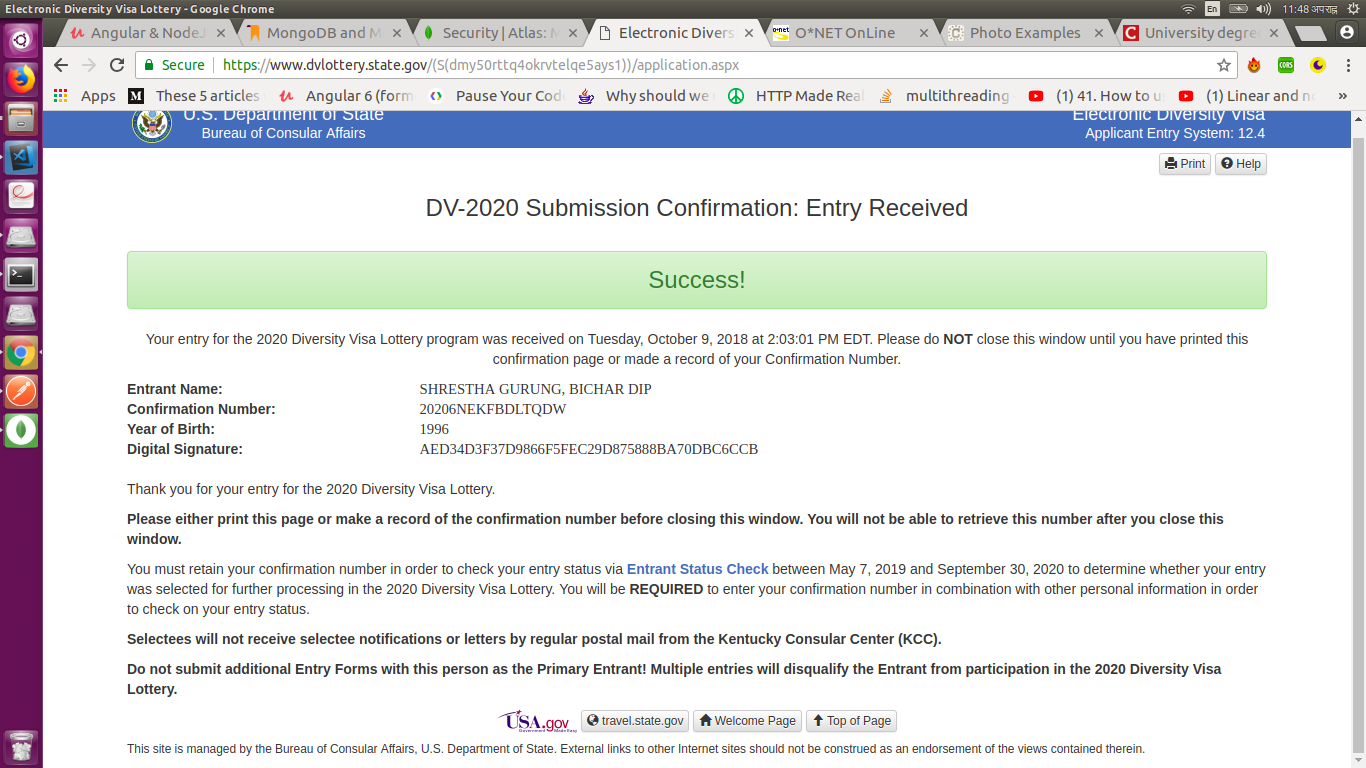 Electronic Diversity Visa Lottery - Google Chrome
En
11:48 अपराह्न
Angular & Node.J
MongoDB and M
Security | Atlas: M
Electronic Divers
O*NET OnLine
Photo Examples
University degre
Secure
https://www.dvlottery.state.gov/(S(dmy50rttq4okrvtelqe5ays1))/application.aspx
CORS
Apps
These 5 articles
Angular 6 (form
Pause Your Cod
Why should we
HTTP Made Real
multithreading
(1) 41. How to u
(1) Linear and n
»
U.S. Department of State
Bureau of Consular Affairs
Electronic Diversity Visa
Applicant Entry System: 12.4
Print
Help
DV-2020 Submission Confirmation: Entry Received
Success!
Your entry for the 2020 Diversity Visa Lottery program was received on Tuesday, October 9, 2018 at 2:03:01 PM EDT. Please do NOT close this window until you have printed this
confirmation page or made a record of your Confirmation Number.
Entrant Name: SHRESTHA GURUNG, BICHAR DIP
Confirmation Number: 20206NEKFBDLTQDW
Year of Birth: 1996
Digital Signature: AED34D3F37D9866F5FEC29D875888BA70DBC6CCB
Thank you for your entry for the 2020 Diversity Visa Lottery.
Please either print this page or make a record of the confirmation number before closing this window. You will not be able to retrieve this number after you close this
window.
You must retain your confirmation number in order to check your entry status via Entrant Status Check between May 7, 2019 and September 30, 2020 to determine whether your entry
was selected for further processing in the 2020 Diversity Visa Lottery. You will be REQUIRED to enter your confirmation number in combination with other personal information in order
to check on your entry status.
Selectees will not receive selectee notifications or letters by regular postal mail from the Kentucky Consular Center (KCC).
Do not submit additional Entry Forms with this person as the Primary Entrant! Multiple entries will disqualify the Entrant from participation in the 2020 Diversity Visa
Lottery.
USA.gov
Government Made Easy
travel.state.gov
Welcome Page
Top of Page
This site is managed by the Bureau of Consular Affairs, U.S. Department of State. External links to other Internet sites should not be construed as an endorsement of the views contained therein.